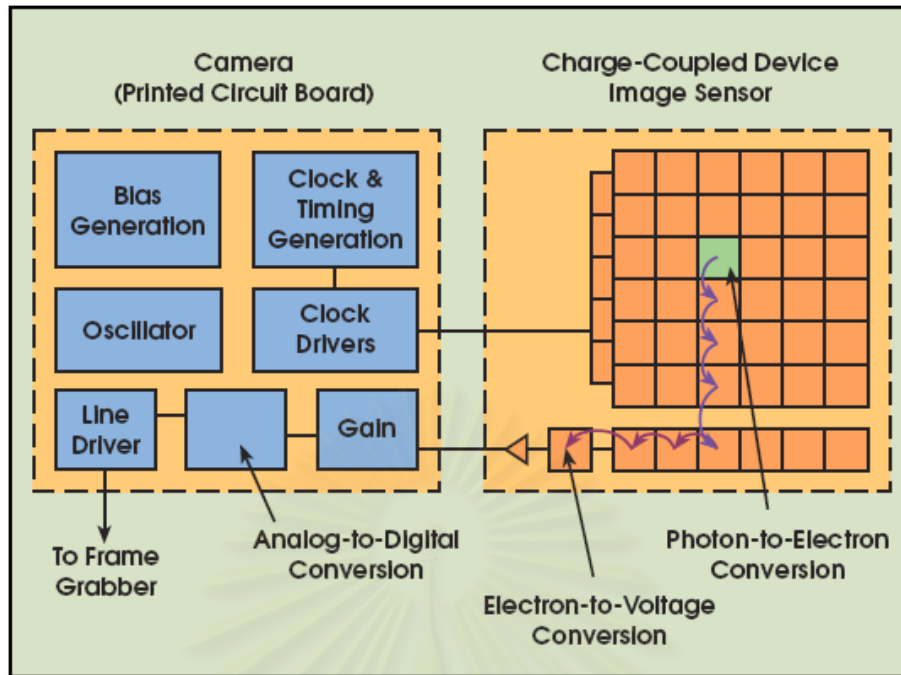 Camera
(Printed Circuit Board)
Charge-Coupled Device
Image Sensor
Bias
Generation
Clock &
Timing
Generation
Oscillator
Clock
Drivers
Line
Driver
Gain
To Frame
Grabber
Analog-to-Digital
Conversion
Electron-to-Voltage
Conversion
Photon-to-Electron
Conversion